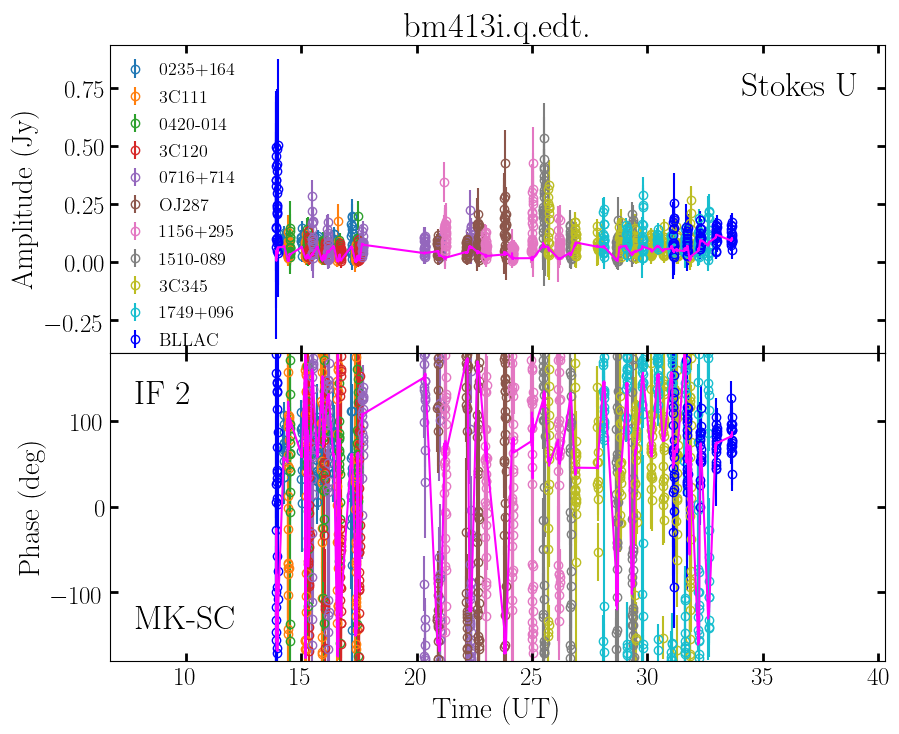 bm413i.q.edt.
Stokes U
0235+164
3C111
0420-014
3C120
0716+714
OJ287
1156+295
1510-089
3C345
1749+096
BLLAC
Amplitude (Jy)
0.75
0.50
0.25
0.00
−0.25
IF 2
MK-SC
Phase (deg)
100
0
−100
10 15 20 25 30 35 40
Time (UT)